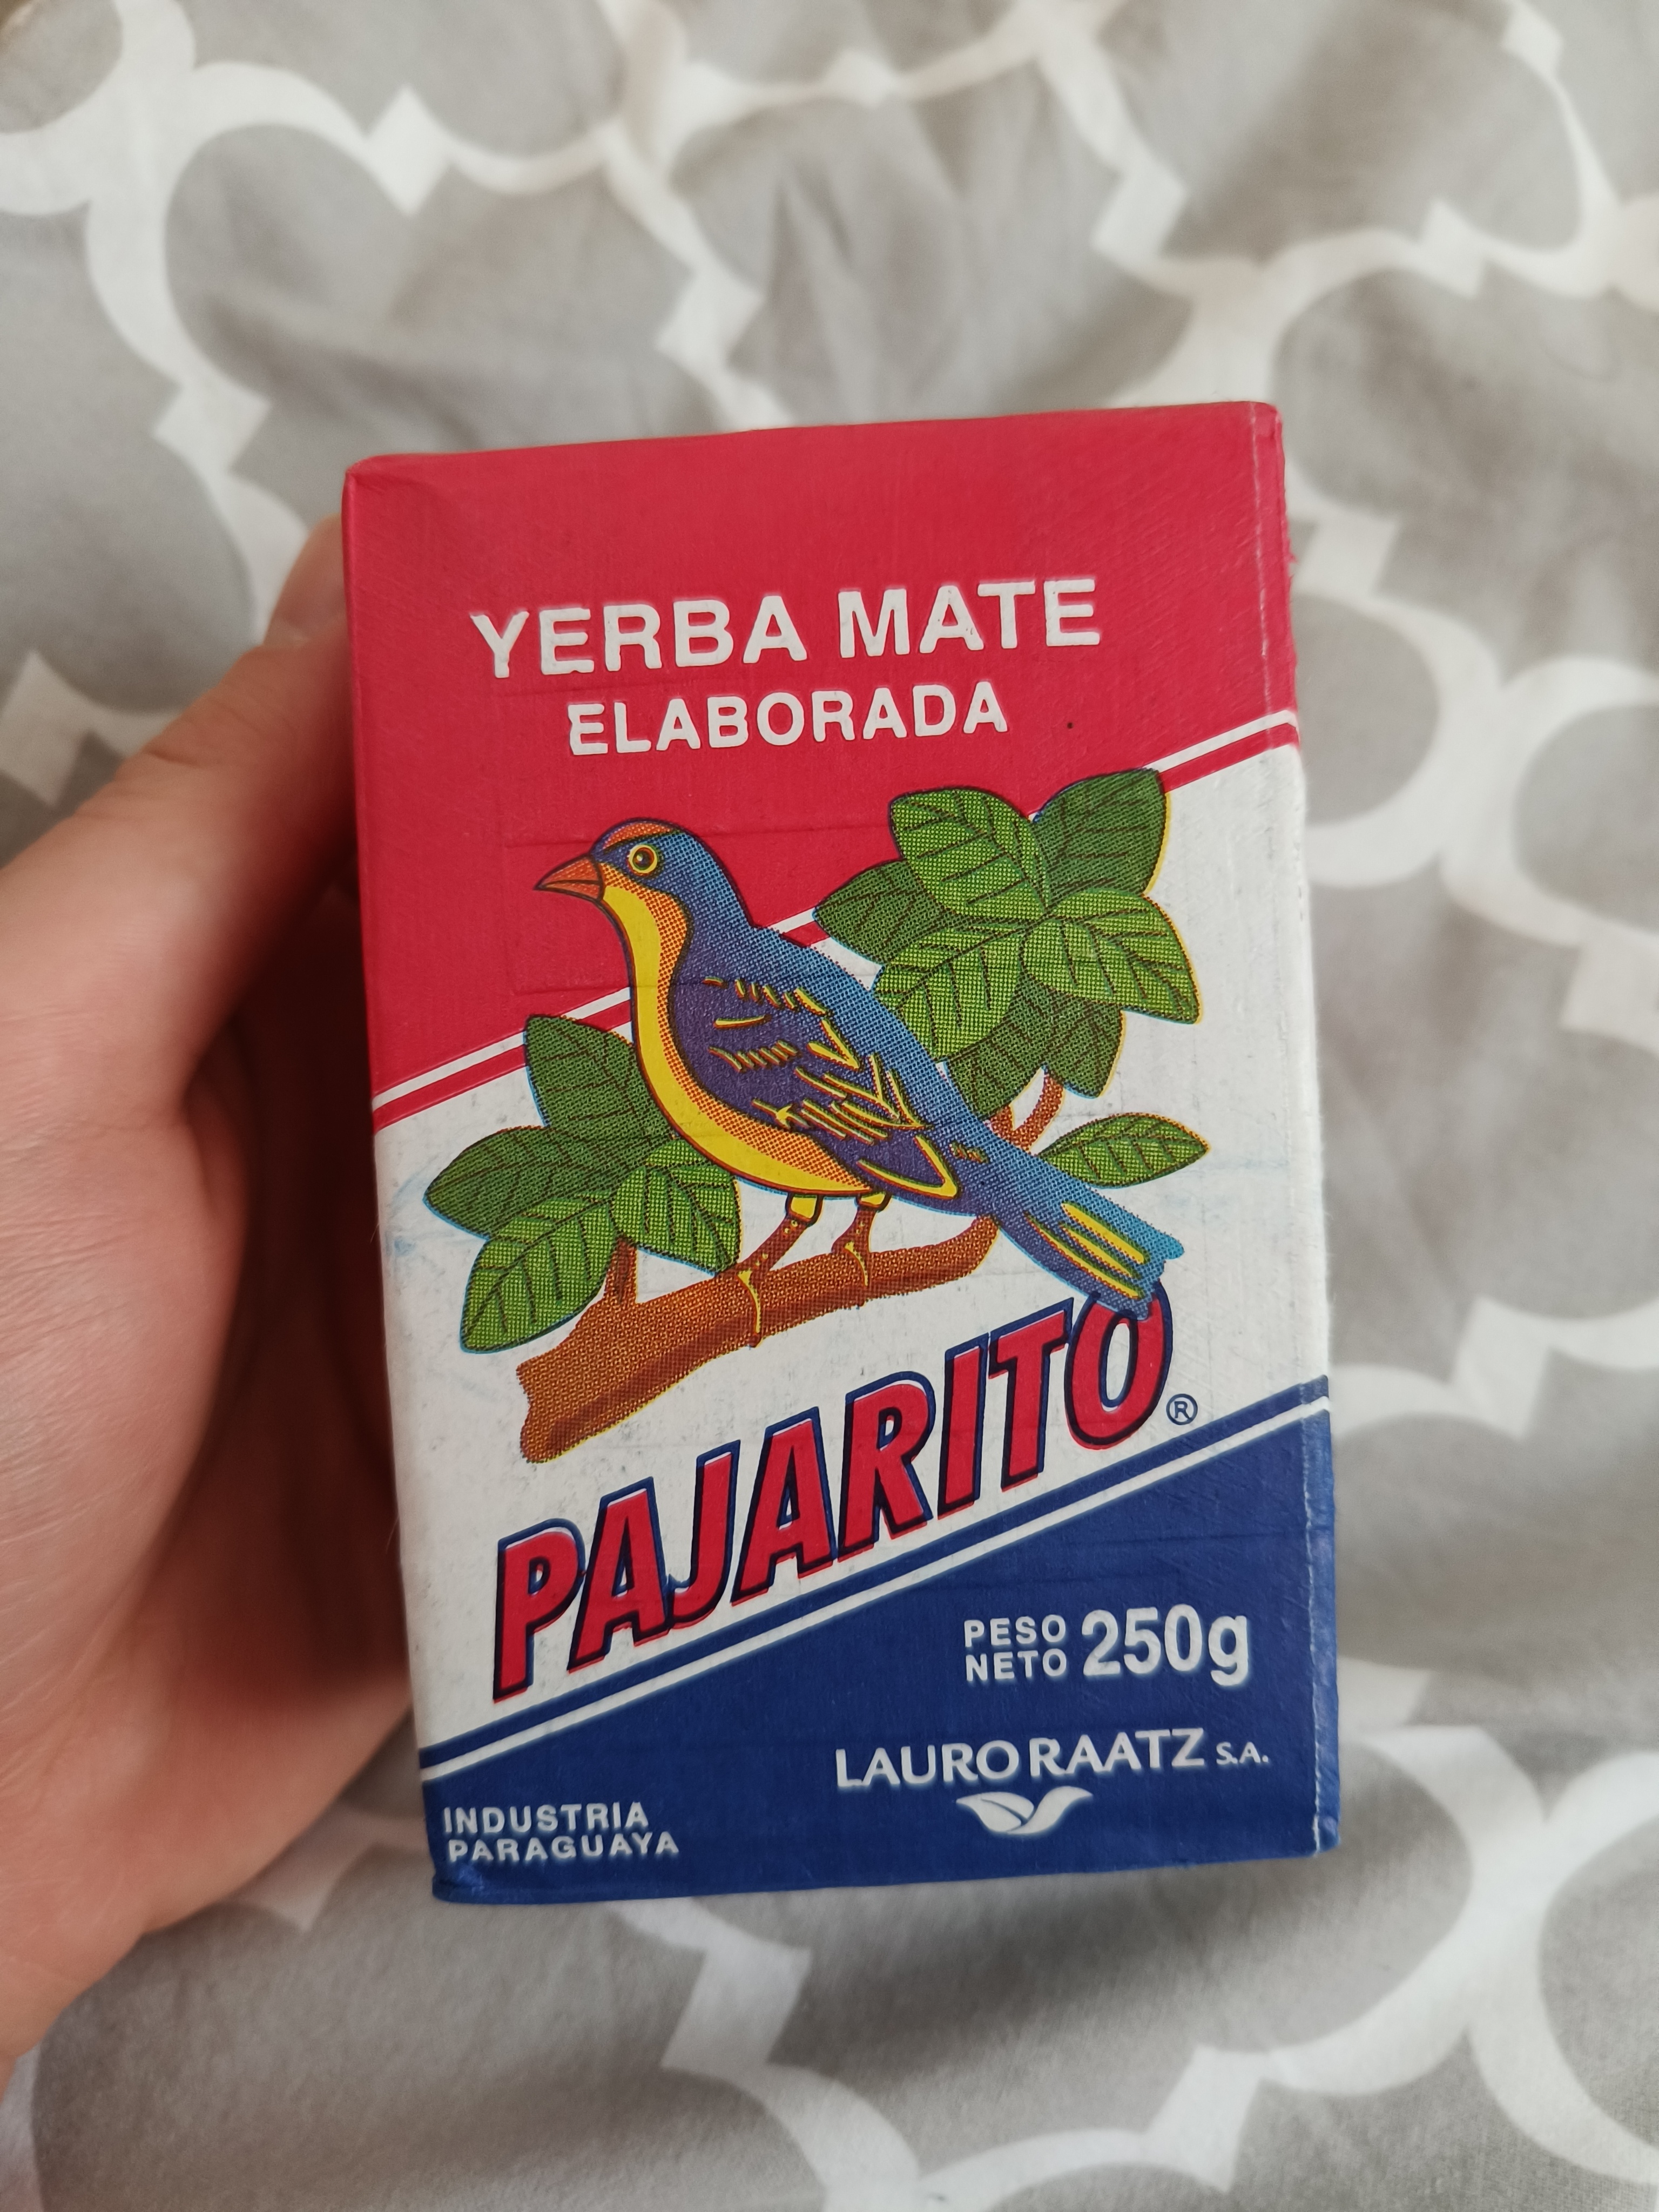 YERBA MATE
ELABORADA
PAJARITO®
PESO
NETO 250g
LAURO RAATZ S.A.
INDUSTRIA
PARAGUAYA